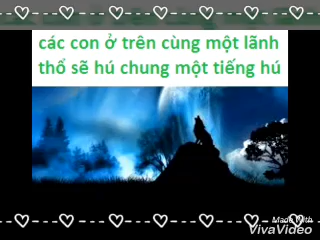 các con ở trên cùng một lãnh
thổ sẽ hú chung một tiếng hú
Made With
VivaVideo